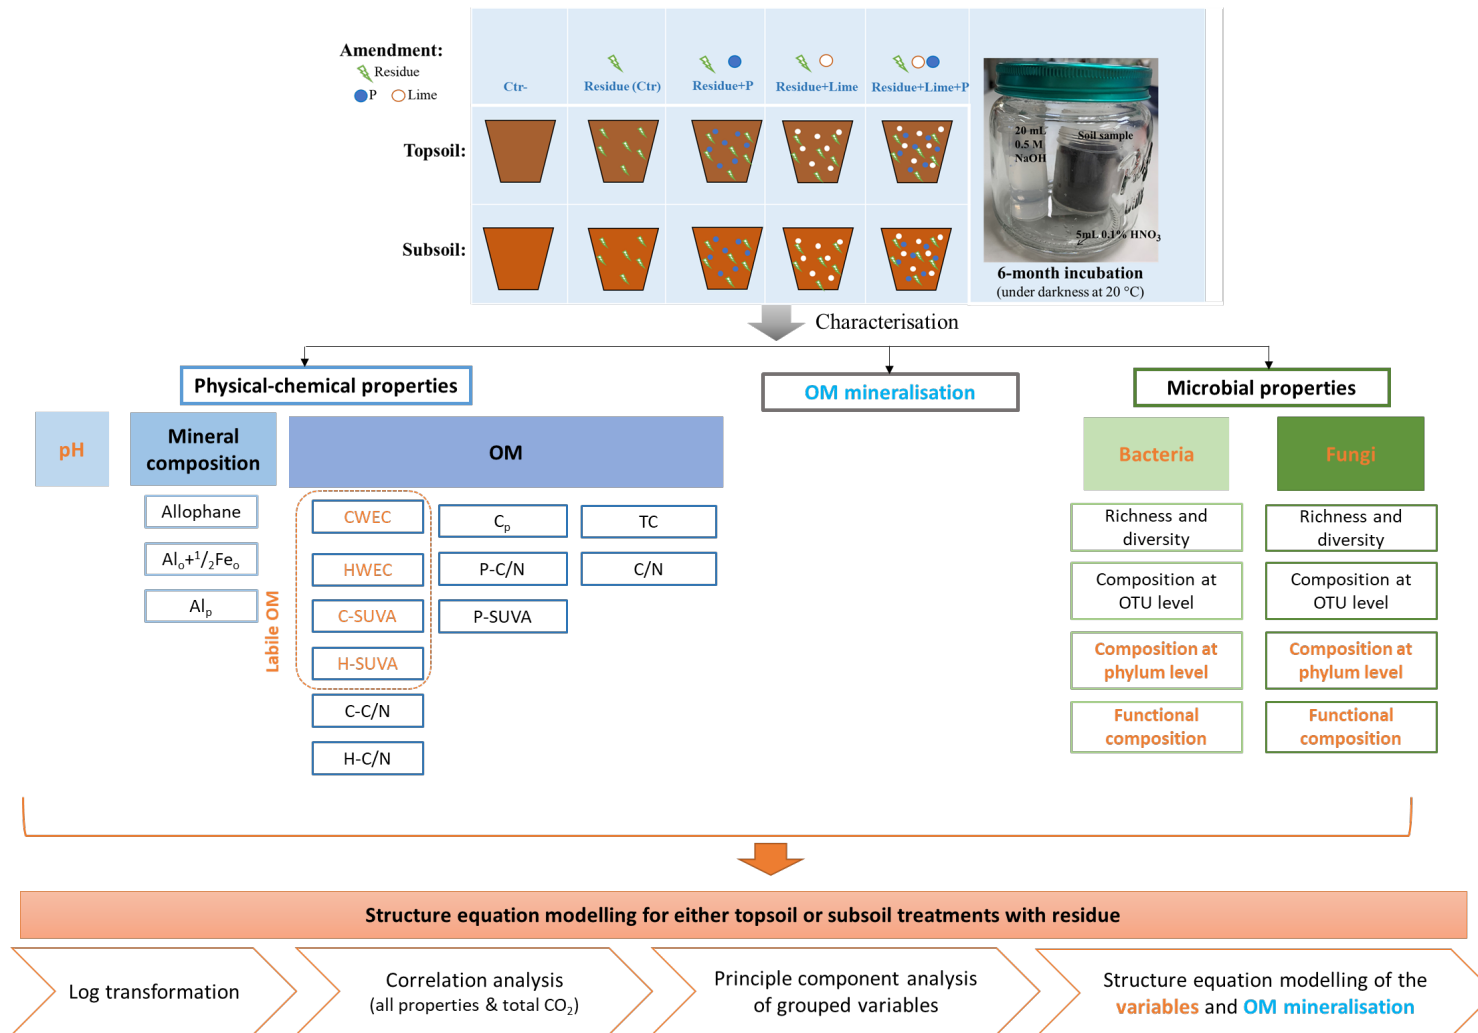 Amendment:
Residue
P Lime
Ctr-
Residue (Ctr)
Residue+P
Residue+Lime
Residue+Lime+P
Topsoil:
Subsoil:
20 mL
0.5 M
NaOH
Soil sample
5mL 0.1% HNO3
6-month incubation
(under darkness at 20 °C)
Characterisation
Physical-chemical properties
OM mineralisation
Microbial properties
pH
Mineral
composition
OM
Bacteria
Fungi
Allophane
Alo+1/2Feo
Alp
Labile OM
CWEC
HWEC
C-SUVA
H-SUVA
C-C/N
H-C/N
Cp
P-C/N
P-SUVA
TC
C/N
Richness and
diversity
Composition at
OTU level
Composition at
phylum level
Functional
composition
Richness and
diversity
Composition at
OTU level
Composition at
phylum level
Functional
composition
Structure equation modelling for either topsoil or subsoil treatments with residue
Log transformation
Correlation analysis
(all properties & total CO2)
Principle component analysis
of grouped variables
Structure equation modelling of the
variables and OM mineralisation